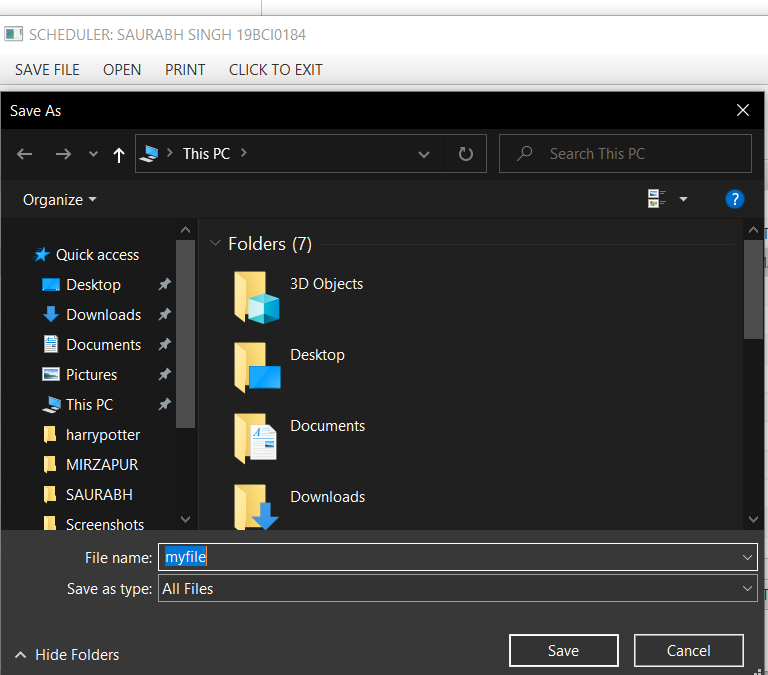 SCHEDULER: SAURABH SINGH 19BCI0184
SAVE FILE OPEN PRINT CLICK TO EXIT
Save As
This PC
Search This PC
Organize
?
Quick access
Desktop
Downloads
Documents
Pictures
This PC
harrypotter
MIRZAPUR
SAURABH
Screenshots
Folders (7)
3D Objects
Desktop
Documents
Downloads
File name: myfile
Save as type: All Files
Hide Folders
Save Cancel